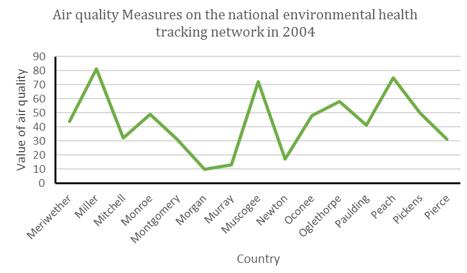 Air quality Measures on the national environmental health
tracking network in 2004
Value of air quality
90
80
70
60
50
40
30
20
10
0
Meriwether
Miller
Mitchell
Monroe
Montgomery
Morgan
Murray
Muscogee
Newton
Oconee
Oglethorpe
Paulding
Peach
Pickens
Pierce
Country